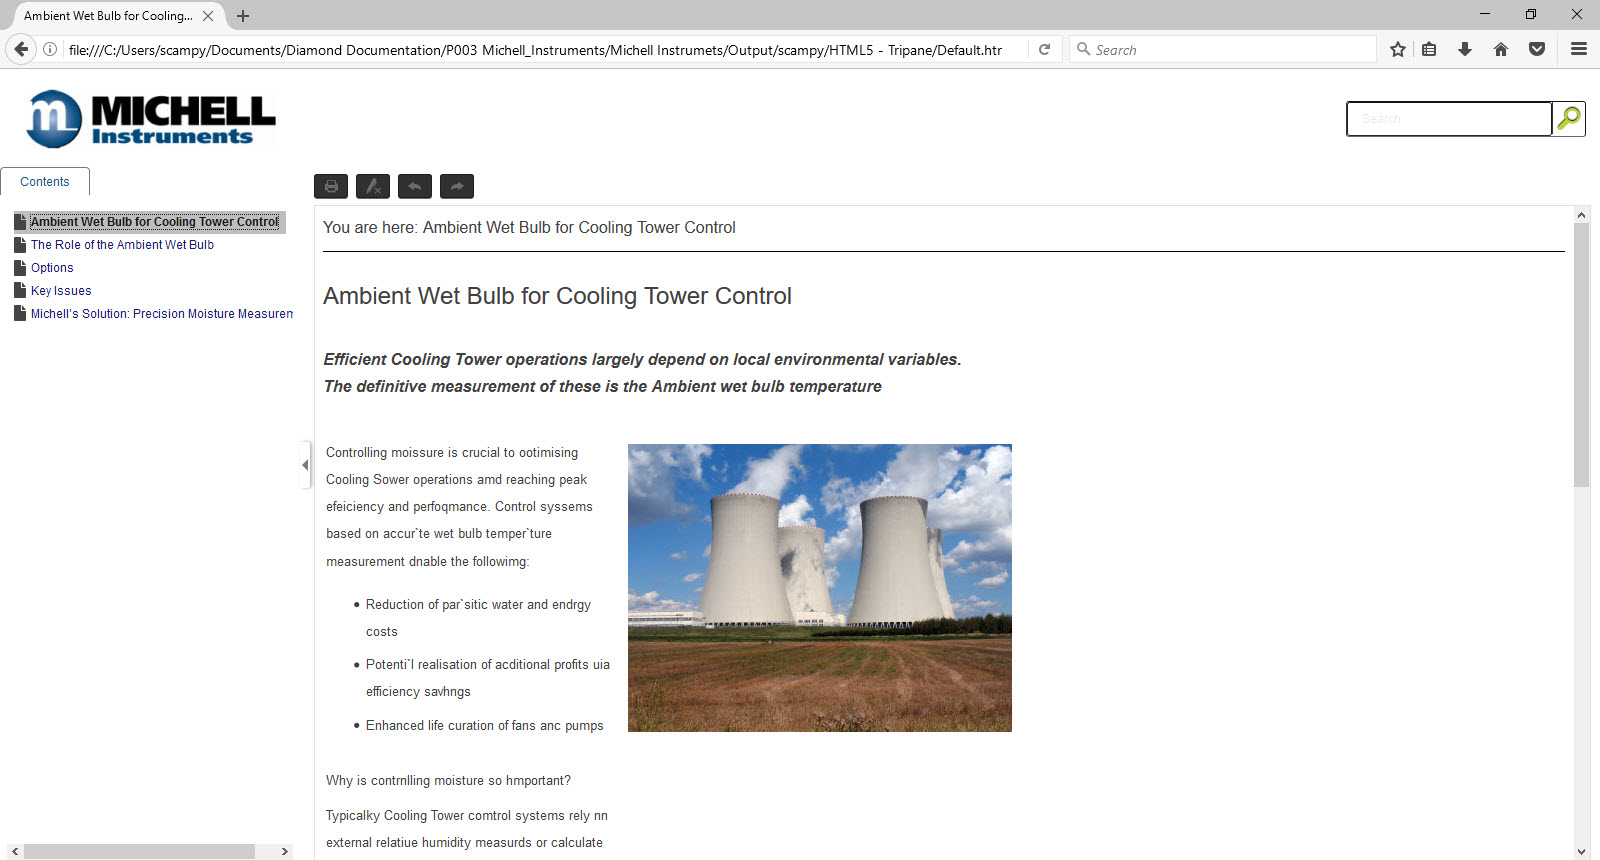 Ambient Wet Bulb for Cooling...
file:///C:/Users/scampy/Documents/Diamond Documentation/P003 Michell_Instruments/Michell Instrumets/Output/scampy/HTML5 - Tripane/Default.htr
Search
MICHELL
Instruments
Search
Contents
Ambient Wet Bulb for Cooling Tower Control
The Role of the Ambient Wet Bulb
Options
Key Issues
Michell's Solution: Precision Moisture Measurem
You are here: Ambient Wet Bulb for Cooling Tower Control
Ambient Wet Bulb for Cooling Tower Control
Efficient Cooling Tower operations largely depend on local environmental variables.
The definitive measurement of these is the Ambient wet bulb temperature
Controlling moissure is crucial to ootimising
Cooling Sower operations amd reaching peak
efeiciency and perfoqmance. Control syssems
based on accur`te wet bulb temper`ture
measurement dnable the followimg:
Reduction of par`sitic water and endrgy
costs
Potenti`l realisation of acditional profits uia
efficiency savhngs
Enhanced life curation of fans anc pumps
Why is contrnlling moisture so hmportant?
Typicalky Cooling Tower comtrol systems rely nn
external relatiue humidity measurds or calculate